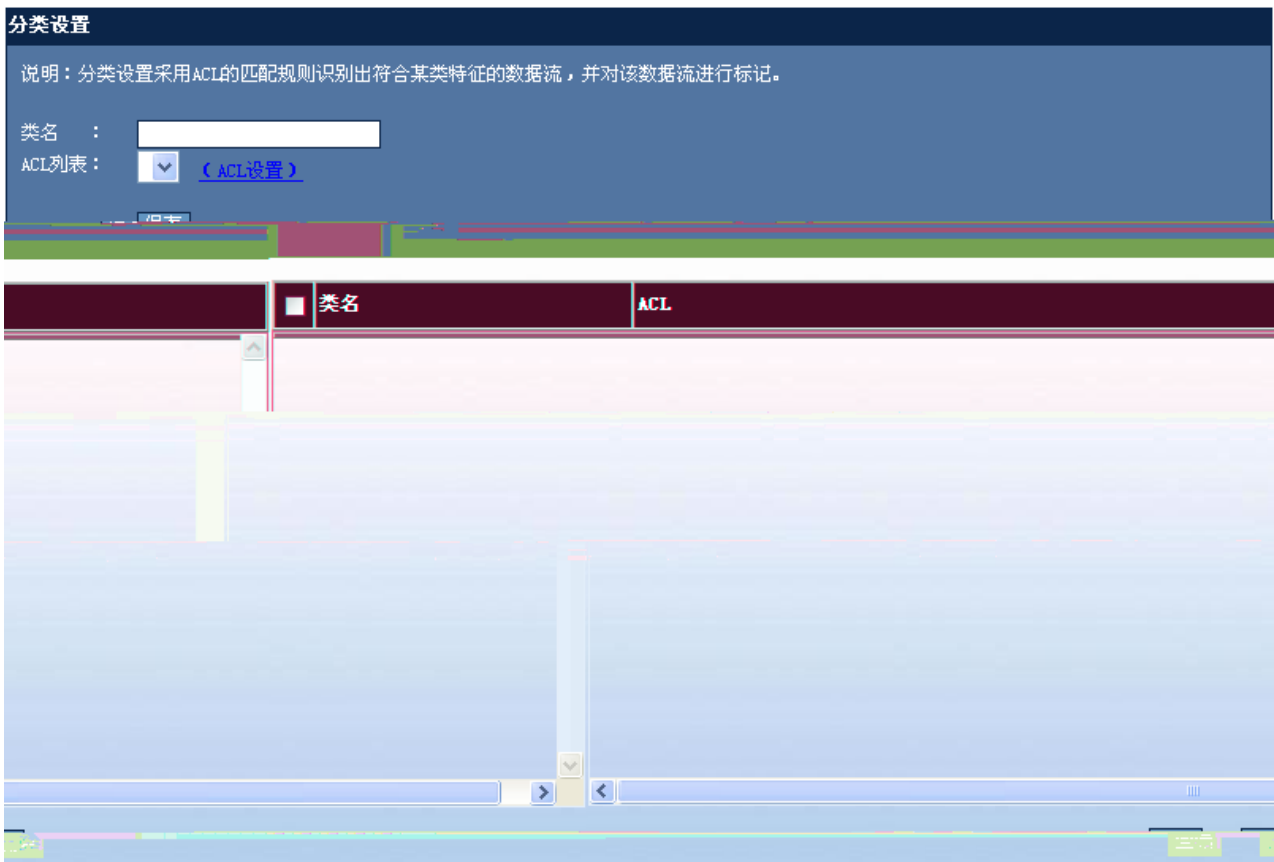 分类设置
说明：分类设置采用ACL的匹配规则识别出符合某类特征的数据流，并对该数据流进行标记。
类名 ：
ACL列表： （ACL设置）
类名 ACL